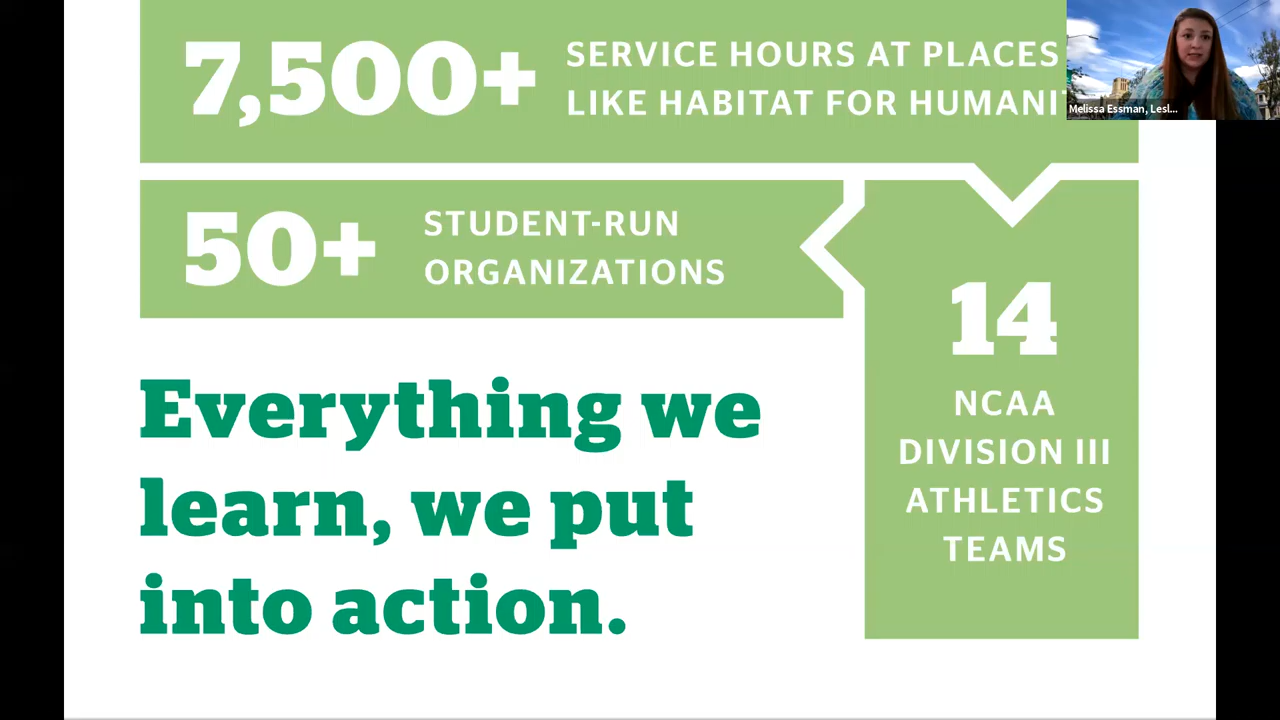 7,500+
SERVICE HOURS AT PLACES
LIKE HABITAT FOR
50+
STUDENT-RUN
ORGANIZATIONS
14
NCAA
DIVISION III
ATHLETICS
TEAMS
Everything we
learn, we put
into action.
Melissa Essman, Lesl...